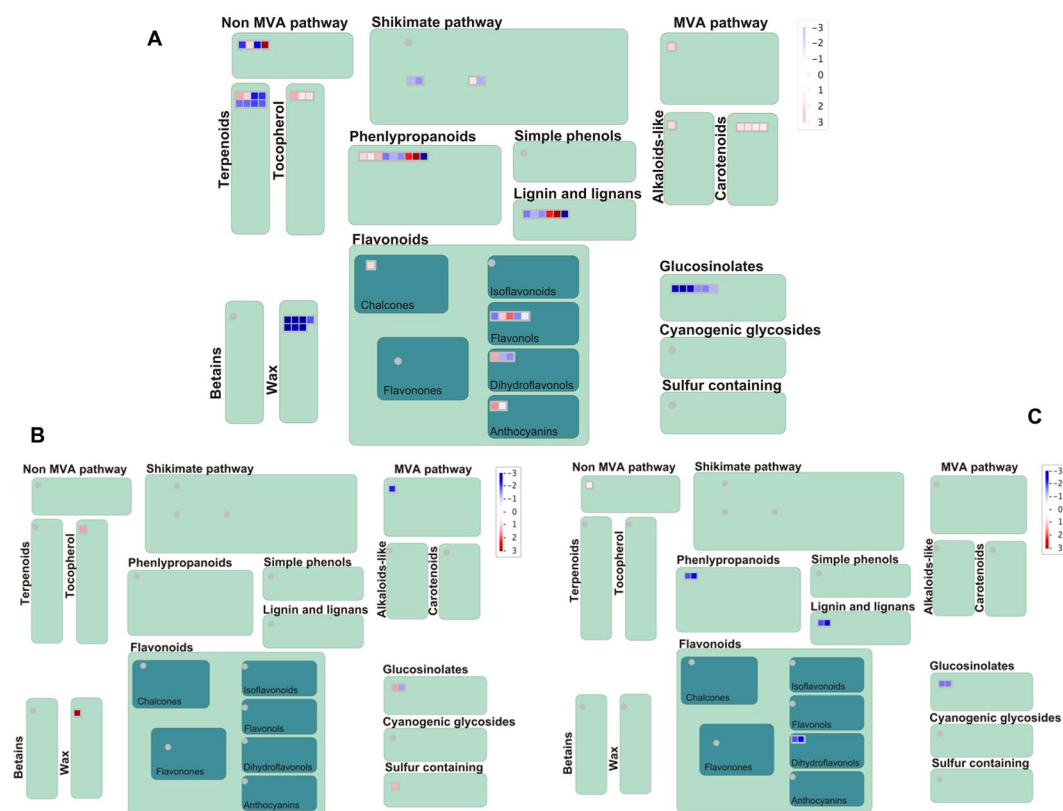 A
Non MVA pathway
Shikimate pathway
MVA pathway
-3
-2
-1
0
1
2
3
Terpenoids
Tocopherol
Phenlypropanoids
Simple phenols
Lignin and lignans
Alkaloids-like
Carotenoids
Flavonoids
Chalcones
Isoflavonoids
Flavonols
Flavonones
Dihydroflavonols
Anthocyanins
Betains
Wax
Glucosinolates
Cyanogenic glycosides
Sulfur containing
B
Non MVA pathway
Shikimate pathway
MVA pathway
-3
-2
-1
0
1
2
3
Terpenoids
Tocopherol
Phenlypropanoids
Simple phenols
Lignin and lignans
Alkaloids-like
Carotenoids
Flavonoids
Chalcones
Isoflavonoids
Flavonols
Flavonones
Dihydroflavonols
Anthocyanins
Betains
Wax
Glucosinolates
Cyanogenic glycosides
Sulfur containing
C
Non MVA pathway
Shikimate pathway
MVA pathway
-3
-2
-1
0
1
2
3
Terpenoids
Tocopherol
Phenlypropanoids
Simple phenols
Lignin and lignans
Alkaloids-like
Carotenoids
Flavonoids
Chalcones
Isoflavonoids
Flavonols
Flavonones
Dihydroflavonols
Anthocyanins
Betains
Wax
Glucosinolates
Cyanogenic glycosides
Sulfur containing